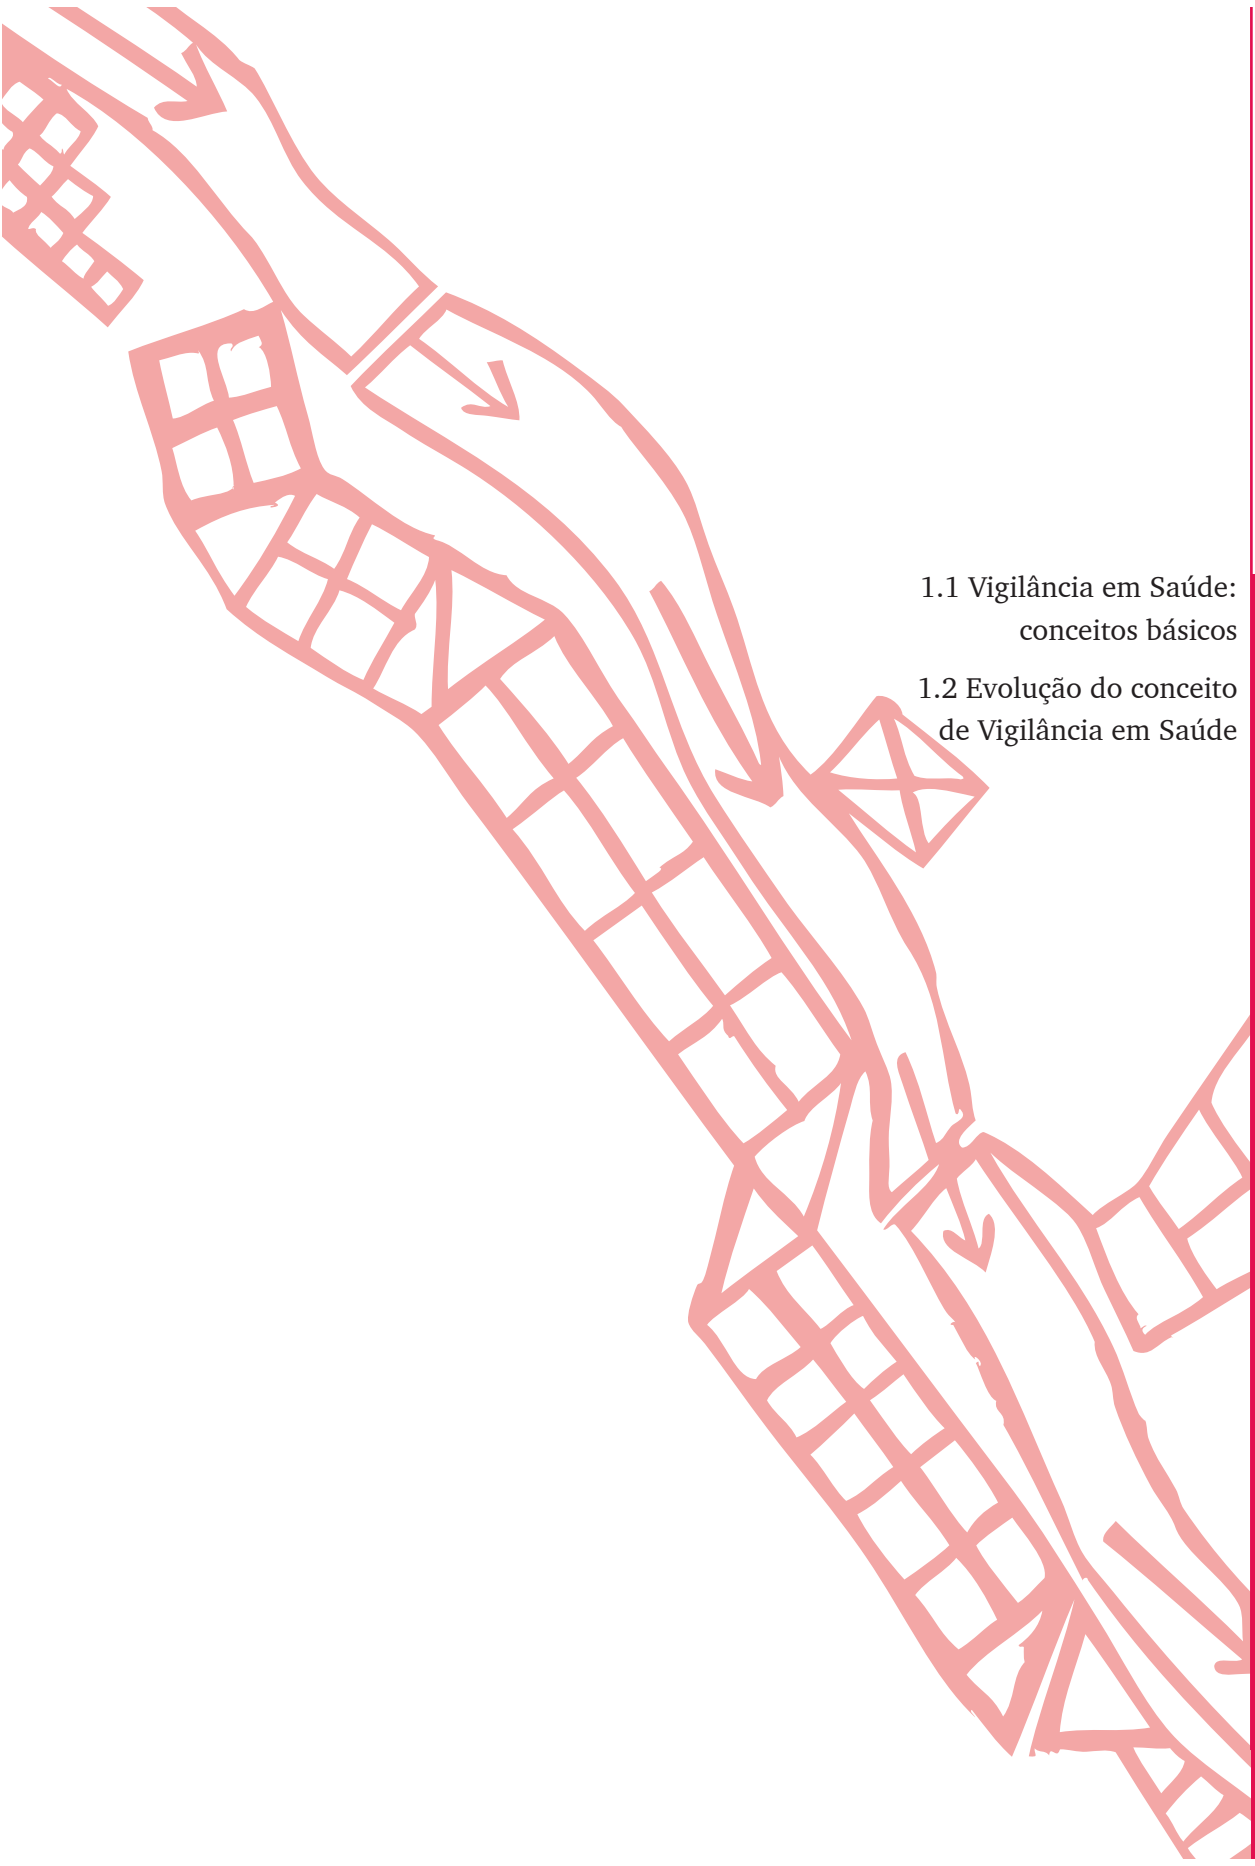 1.1 Vigilância em Saúde:
conceitos básicos
1.2 Evolução do conceito
de Vigilância em Saúde